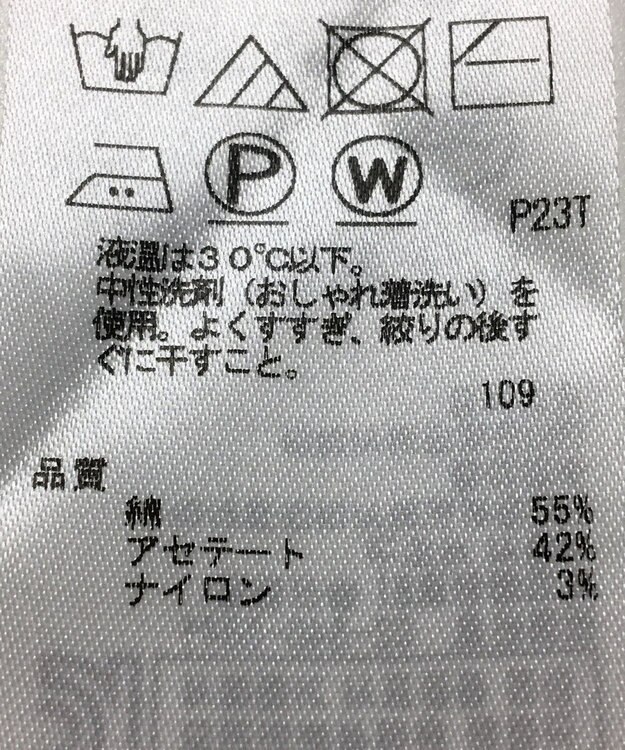 P
W
P23T
液温は30℃以下。
中性洗剤(おしゃれ着洗い)を
使用。よくすすぎ、絞りの後す
ぐに干すこと。
109
品質
綿 55%
アセテート 42%
ナイロン 3%